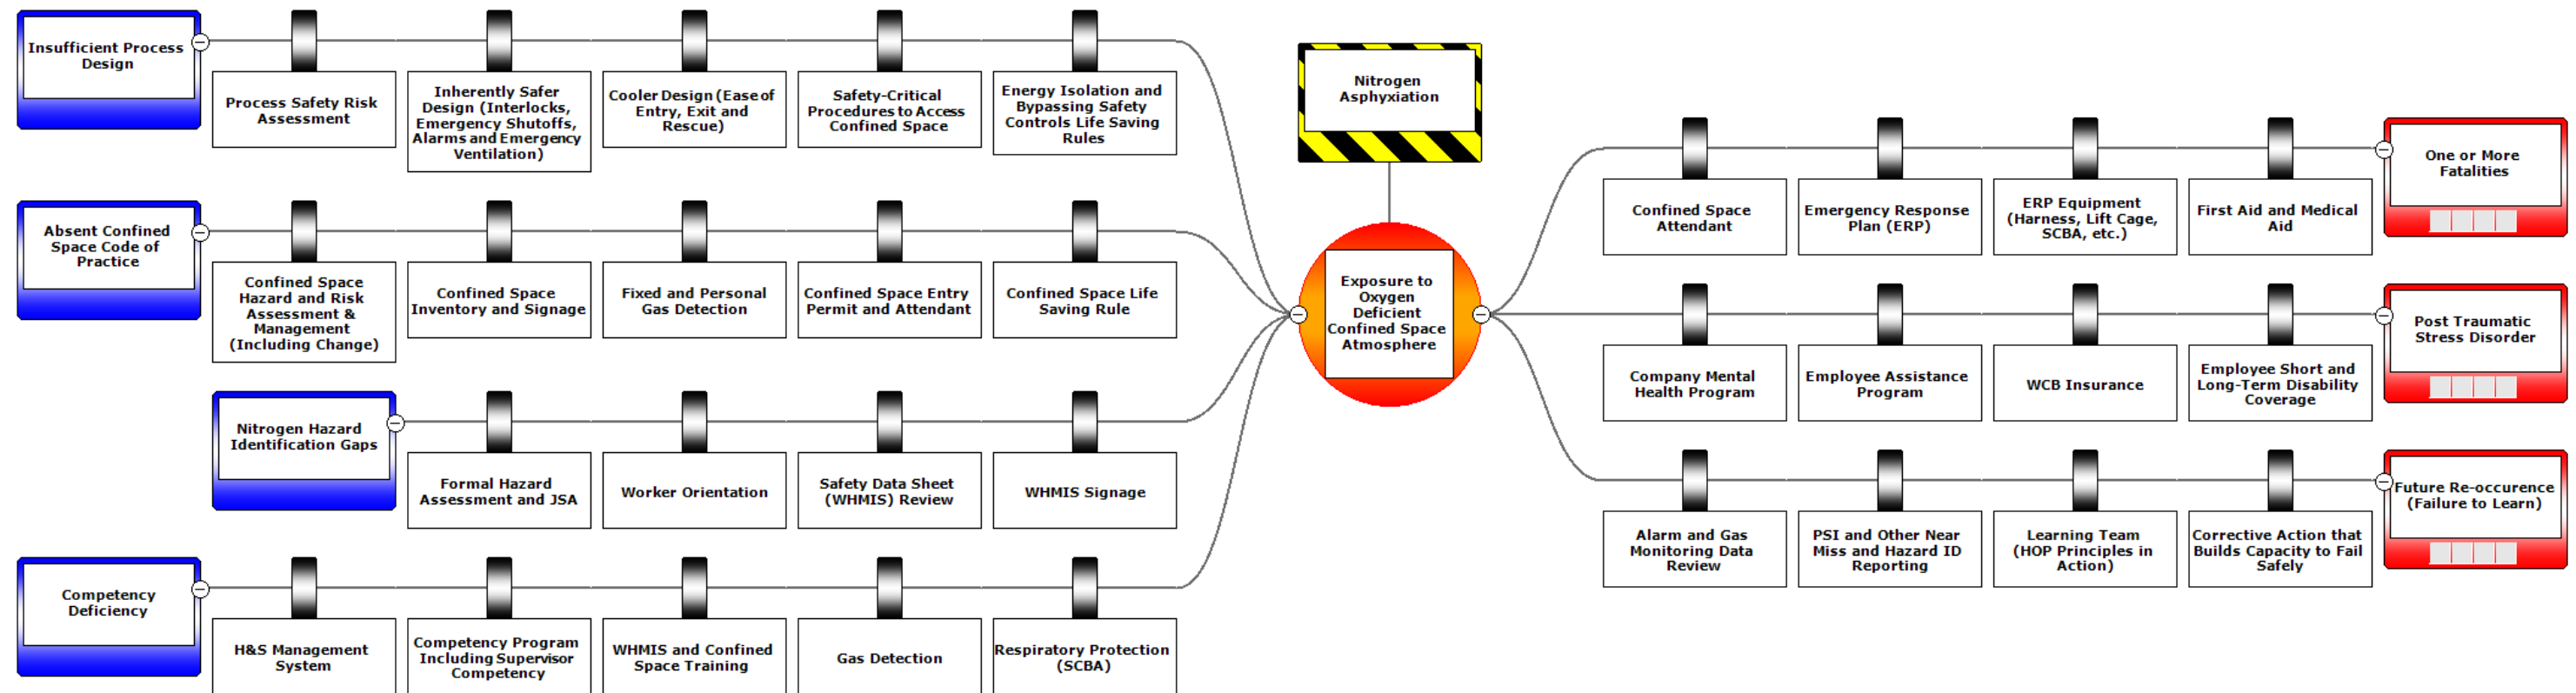 Insufficient Process
Design
Process Safety Risk
Assessment
Inherently Safer
Design (Interlocks,
Emergency Shutoffs,
Alarms and Emergency
Ventilation)
Cooler Design (Ease of
Entry, Exit and
Rescue)
Safety-Critical
Procedures to Access
Confined Space
Energy Isolation and
Bypassing Safety
Controls Life Saving
Rules
Absent Confined
Space Code of
Practice
Confined Space
Hazard and Risk
Assessment &
Management
(Including Change)
Confined Space
Inventory and Signage
Fixed and Personal
Gas Detection
Confined Space Entry
Permit and Attendant
Confined Space Life
Saving Rule
Nitrogen Hazard
Identification Gaps
Formal Hazard
Assessment and JSA
Worker Orientation
Safety Data Sheet
(WHMIS) Review
WHMIS Signage
Competency
Deficiency
H&S Management
System
Competency Program
Including Supervisor
Competency
WHMIS and Confined
Space Training
Gas Detection
Respiratory Protection
(SCBA)
Nitrogen
Asphyxiation
Exposure to
Oxygen
Deficient
Confined Space
Atmosphere
Confined Space
Attendant
Emergency Response
Plan (ERP)
ERP Equipment
(Harness, Lift Cage,
SCBA, etc.)
First Aid and Medical
Aid
One or More
Fatalities
Company Mental
Health Program
Employee Assistance
Program
WCB Insurance
Employee Short and
Long-Term Disability
Coverage
Post Traumatic
Stress Disorder
Alarm and Gas
Monitoring Data
Review
PSI and Other Near
Miss and Hazard ID
Reporting
Learning Team
(HOP Principles in
Action)
Corrective Action that
Builds Capacity to Fail
Safely
Future Re-occurence
(Failure to Learn)